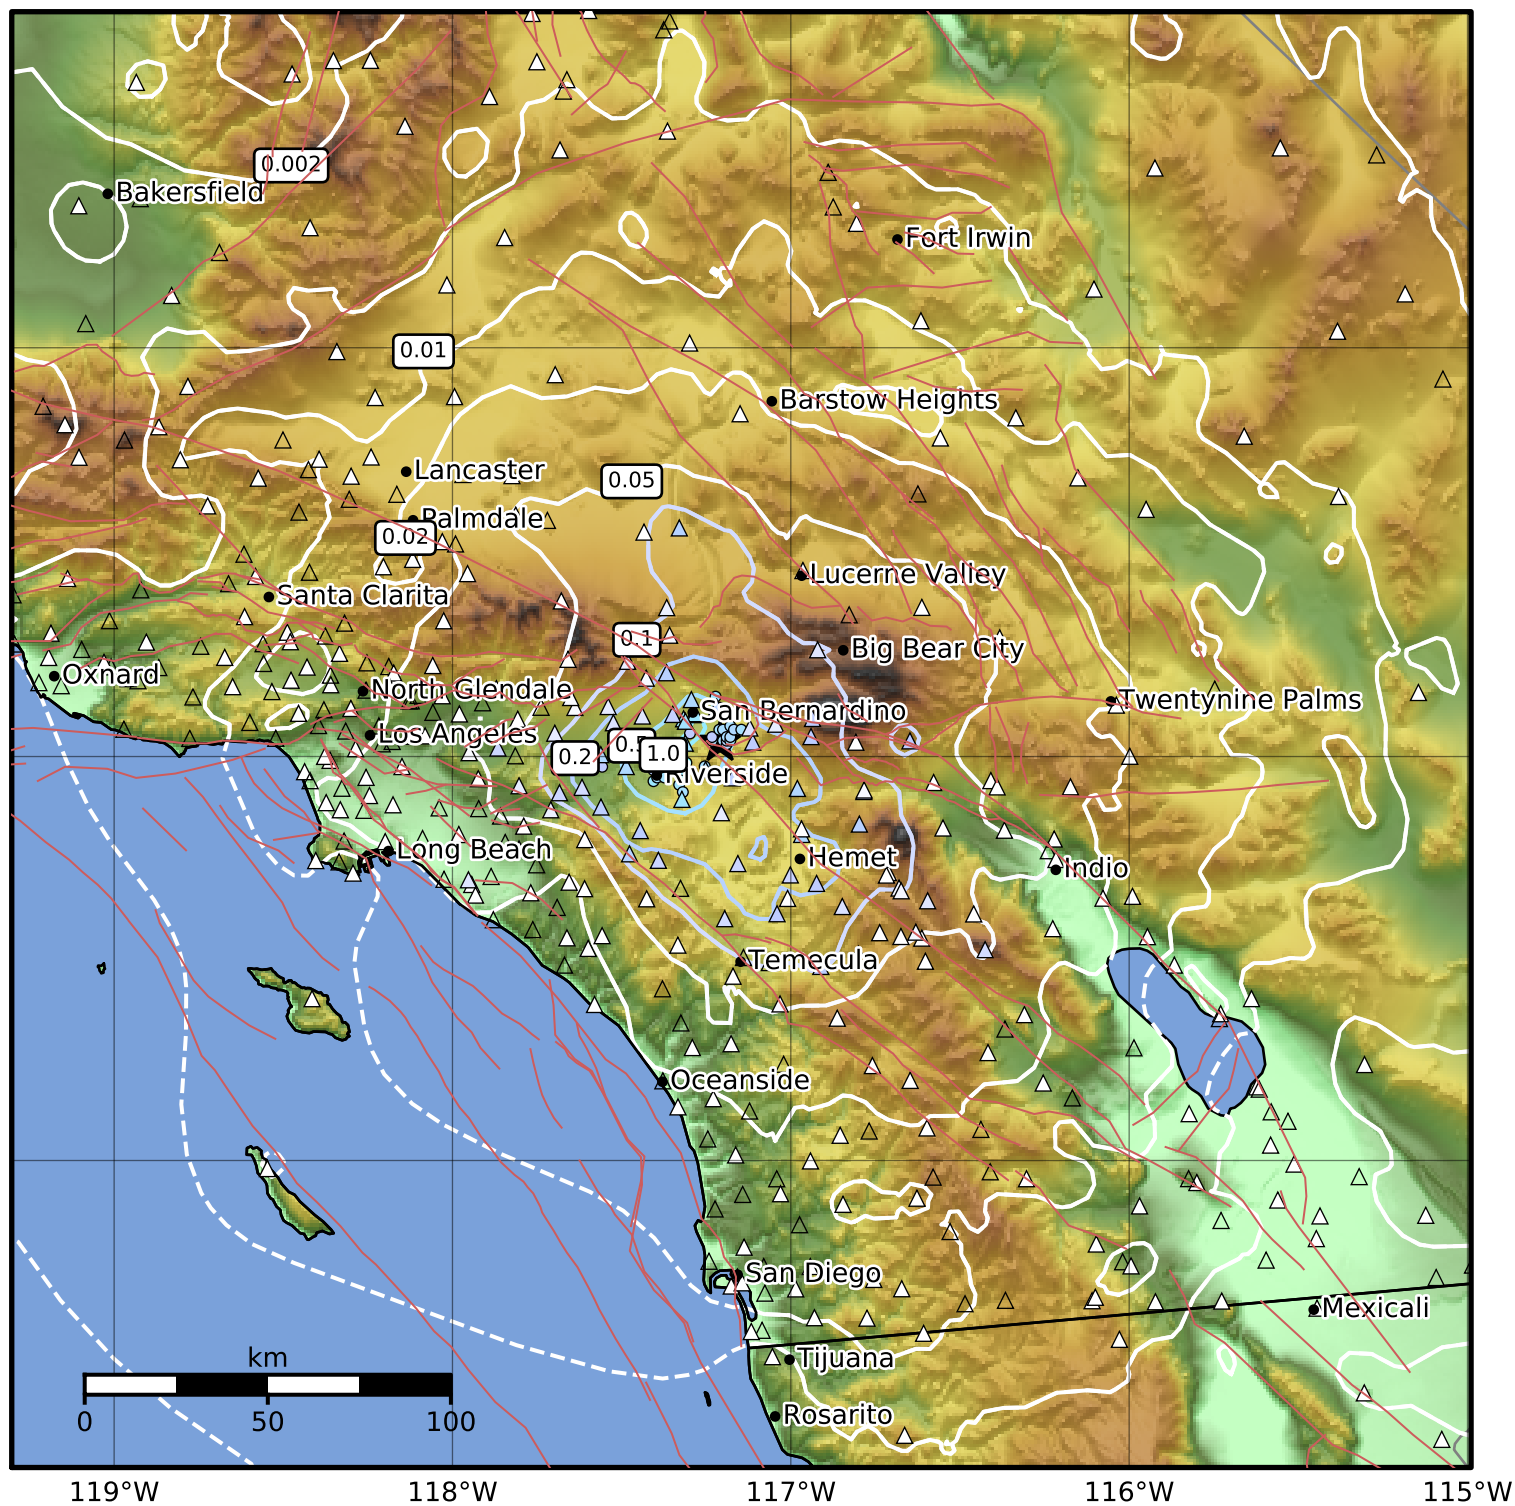 0.002
Bakersfield
Fort Irwin
0.01
Barstow Heights
Lancaster
0.05
Palmdale
0.02
Lucerne Valley
Santa Clarita
0.1
Big Bear City
Oxnard
North Glendale
Twentynine Palms
San Bernardino
Los Angeles
0.2
1.0
Riverside
Long Beach
Hemet
Indio
Temecula
Oceanside
San Diego
Mexicali
km
Tijuana
0 50 100
Rosarito
119°W 118°W 117°W 116°W 115°W